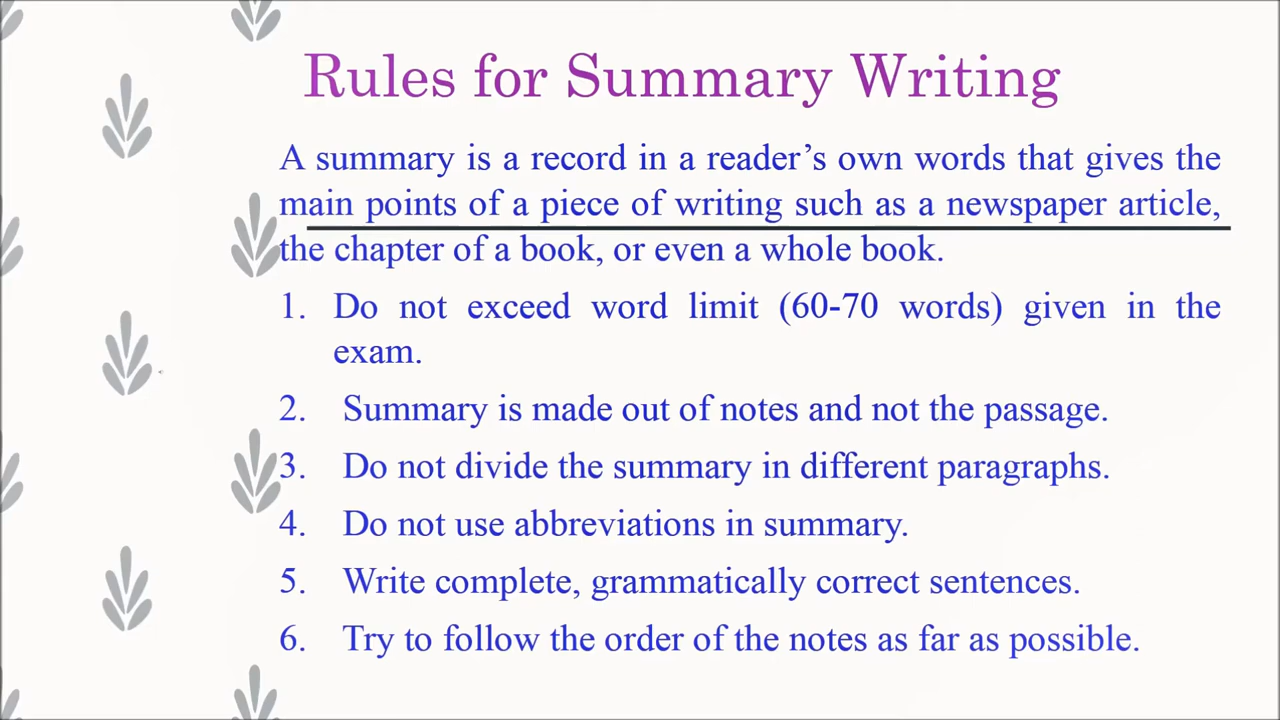 Rules for Summary Writing
A summary is a record in a reader's own words that gives the
main points of a piece of writing such as a newspaper article,
the chapter of a book, or even a whole book.
1. Do not exceed word limit (60-70 words) given in the
exam.
2. Summary is made out of notes and not the passage.
3. Do not divide the summary in different paragraphs.
4. Do not use abbreviations in summary.
5. Write complete, grammatically correct sentences.
6. Try to follow the order of the notes as far as possible.